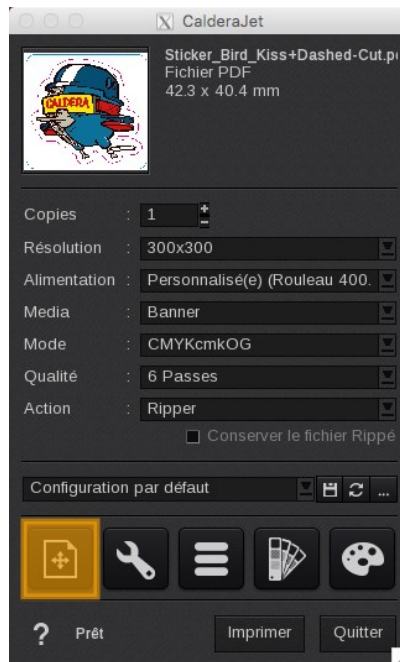 CalderaJet
Sticker_Bird_Kiss+Dashed-Cut.p
Fichier PDF
42.3 x 40.4 mm
CALDERA
Copies : 1
Résolution : 300x300
Alimentation : Personnalisé(e) (Rouleau 400.
Media : Banner
Mode : CMYKcmkOG
Qualité : 6 Passes
Action : Ripper
Conserver le fichier Rippé
Configuration par défaut ...
? Prêt Imprimer Quitter